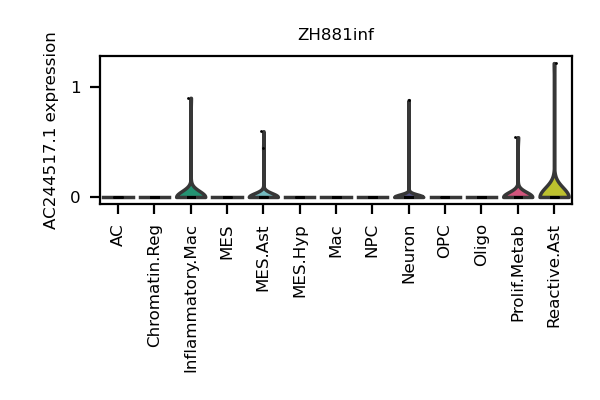 ZH881inf
AC244517.1 expression
1
0
AC
Chromatin.Reg
Inflammatory.Mac
MES
MES.Ast
MES.Hyp
Mac
NPC
Neuron
OPC
Oligo
Prolif.Metab
Reactive.Ast